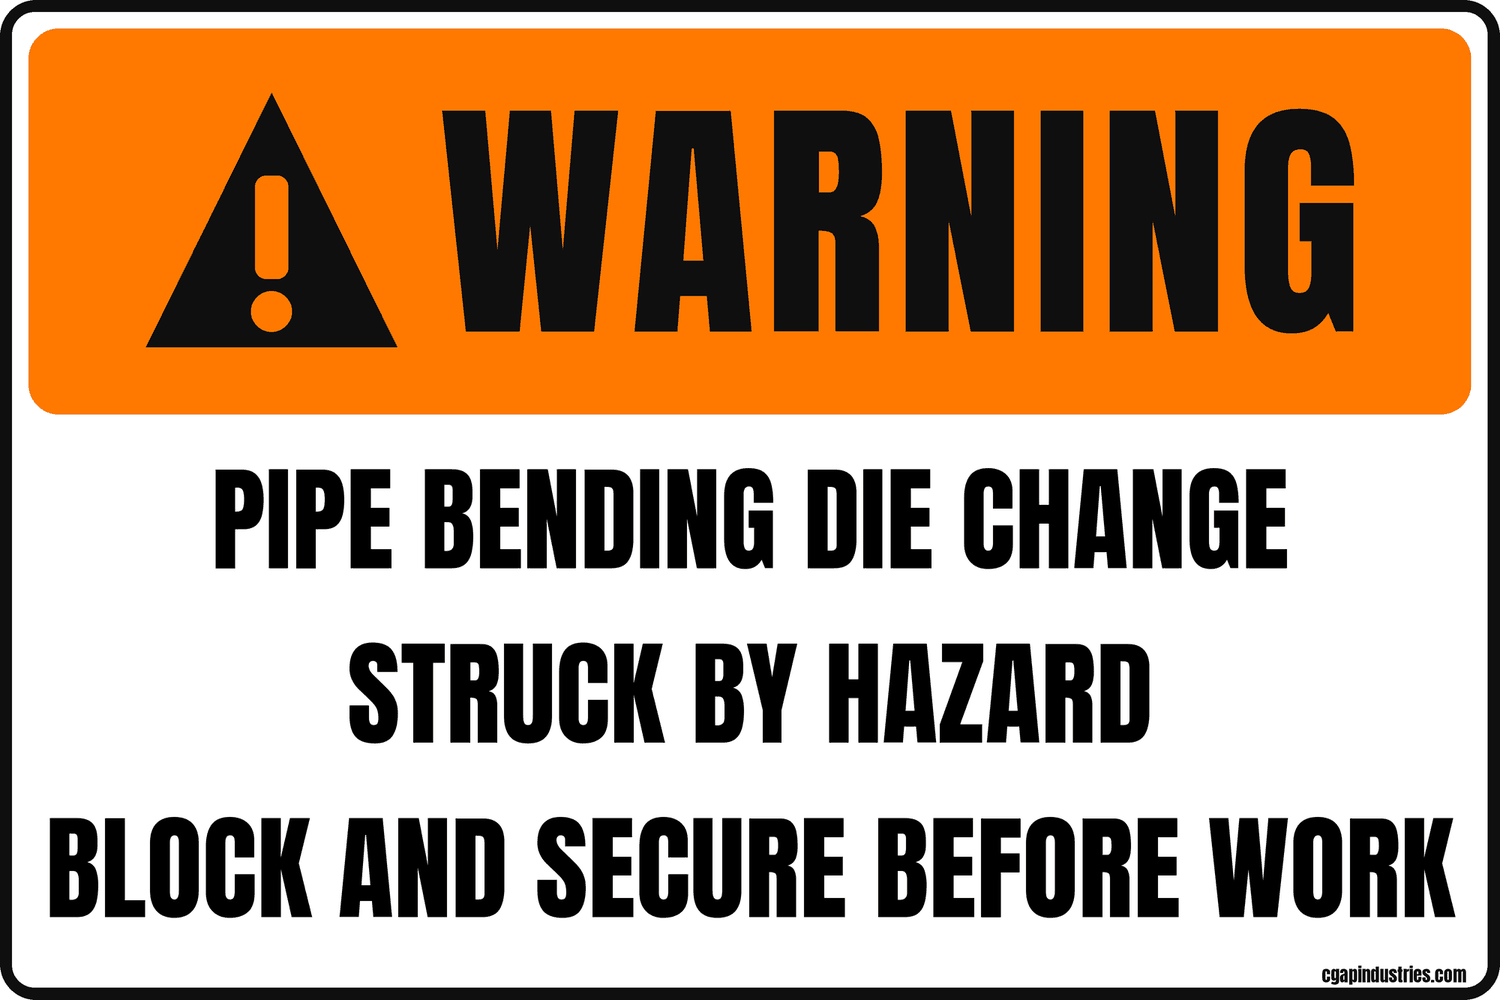 WARNING
PIPE BENDING DIE CHANGE
STRUCK BY HAZARD
BLOCK AND SECURE BEFORE WORK
cgapindustries.com